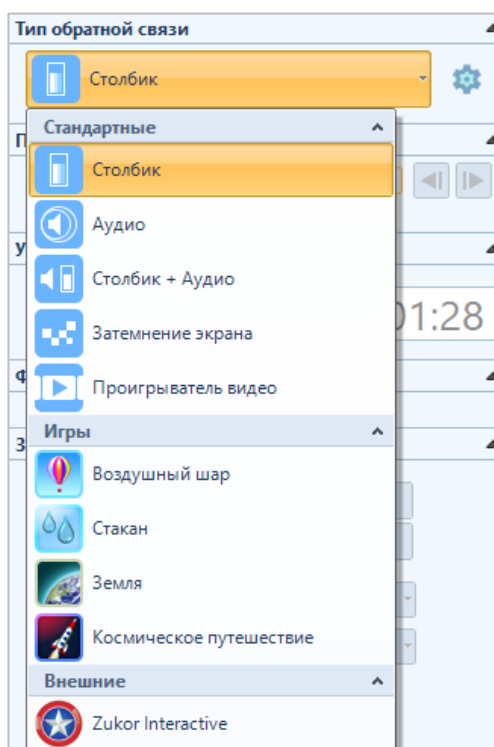 Тип обратной связи
Столбик
Стандартные
П
Столбик
Аудио
У
Столбик + Аудио
01:28
Затемнение экрана
Ф
Проигрыватель видео
Игры
З
Воздушный шар
Стакан
Земля
Космическое путешествие
Внешние
Zukor Interactive